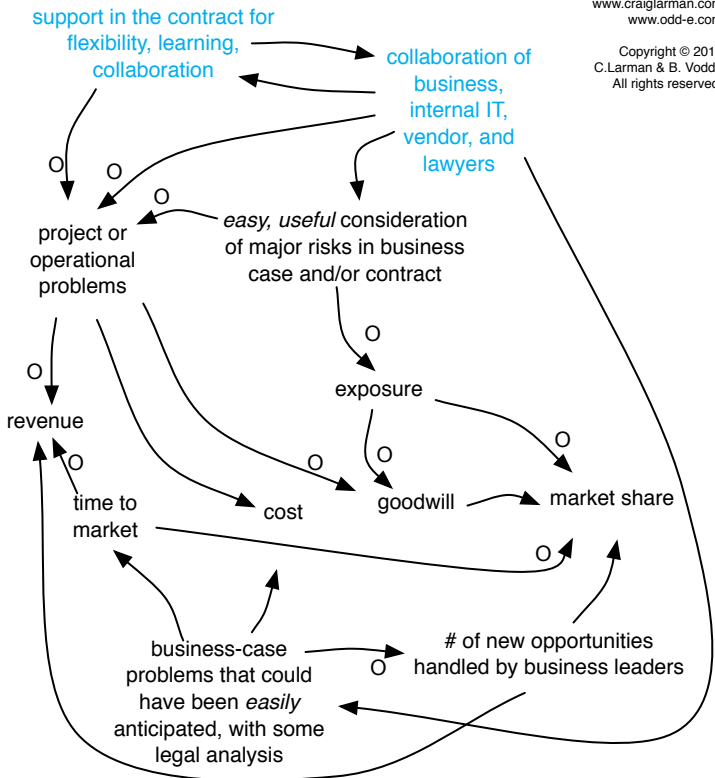 www.craiglarman.com
www.odd-e.com
Copyright © 201
C.Larman & B. Vodd
All rights reserved
support in the contract for
flexibility, learning,
collaboration
collaboration of
business,
internal IT,
vendor, and
lawyers
O
O
O
project or
operational
problems
easy, useful consideration
of major risks in business
case and/or contract
O
O
exposure
revenue
O
O
O
O
time to
market
cost
goodwill
market share
O
business-case
problems that could
have been easily
anticipated, with some
legal analysis
O
# of new opportunities
handled by business leaders